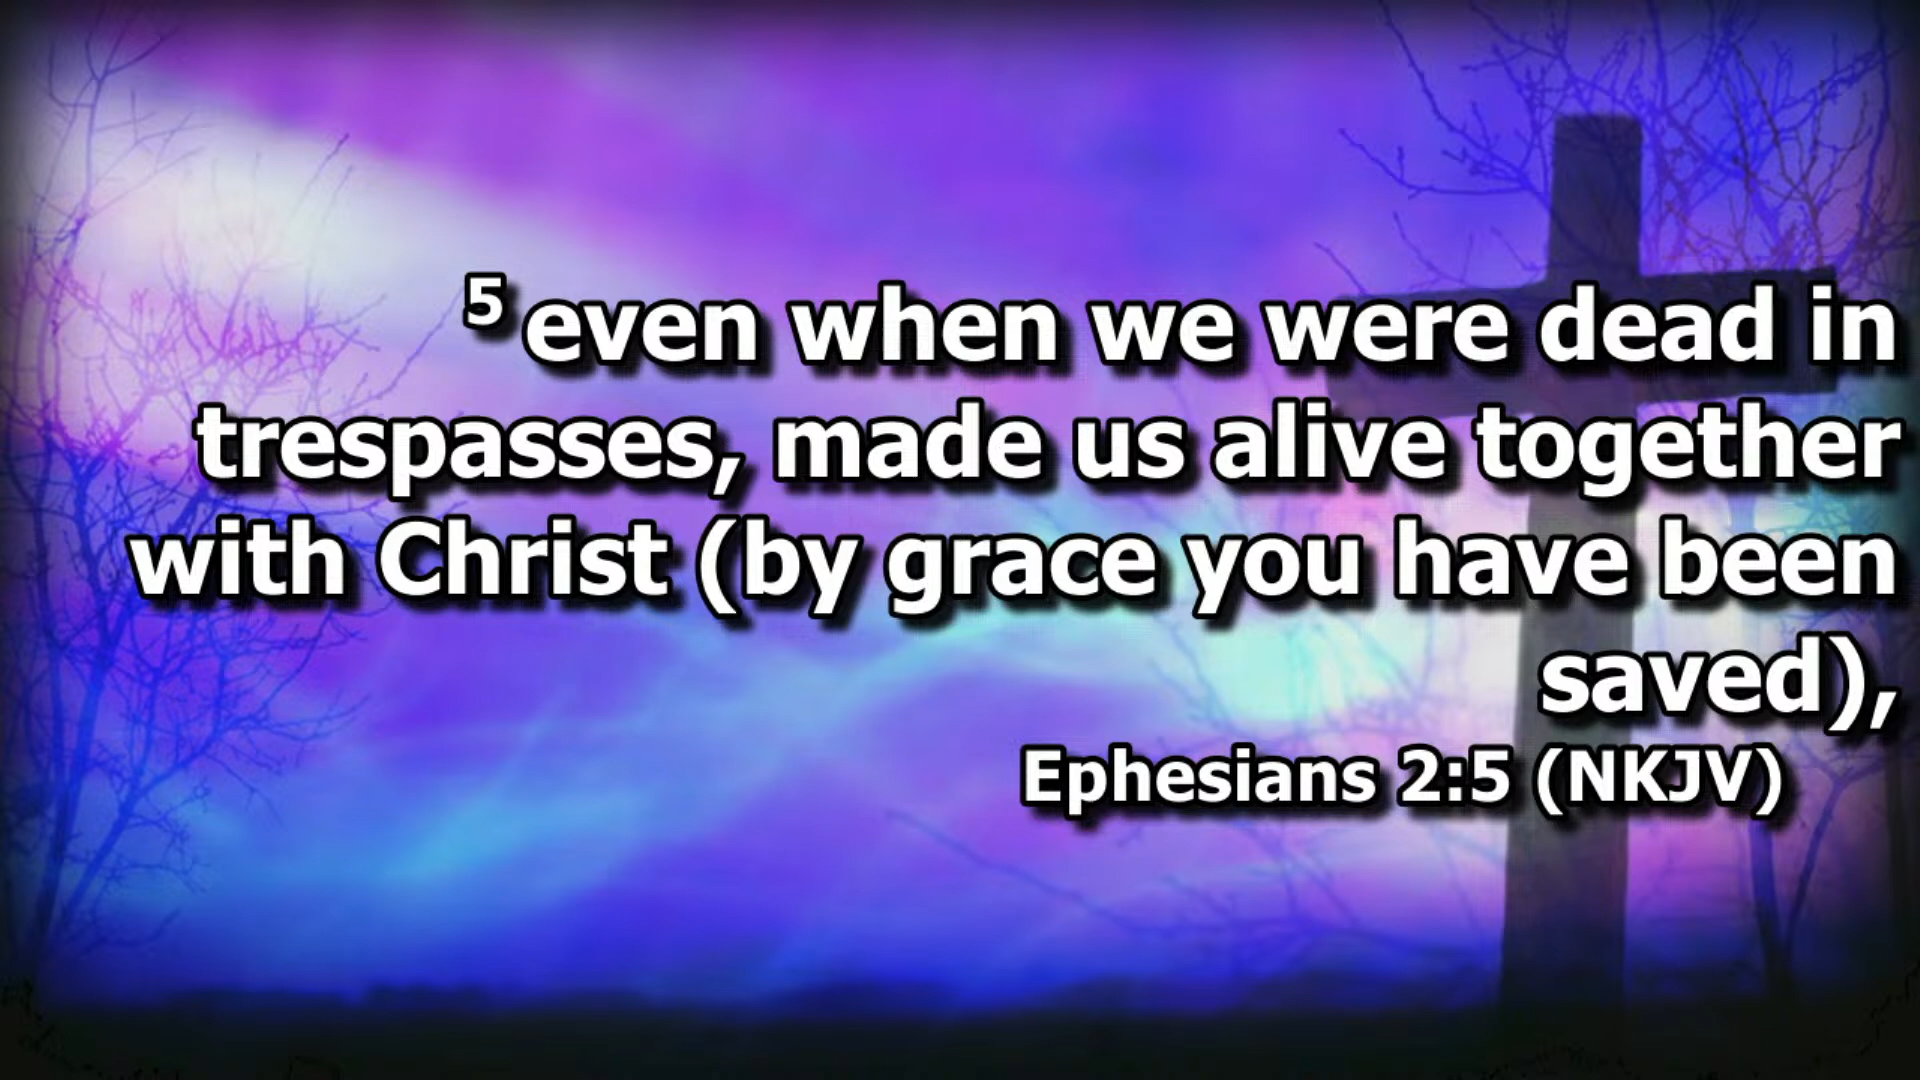 5 even when we were dead in
trespasses, made us alive together
with Christ (by grace you have been
saved),
Ephesians 2:5 (NKJV)